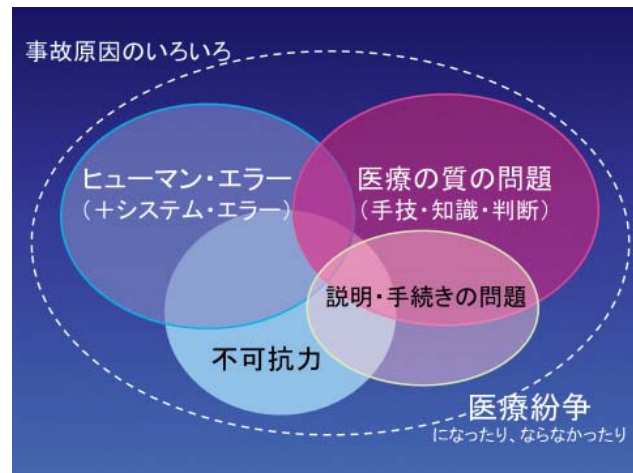 事故原因のいろいろ
ヒューマン・エラー
（＋システム・エラー）
医療の質の問題
（手技・知識・判断）
説明・手続きの問題
不可抗力
医療紛争
になったり、ならなかったり